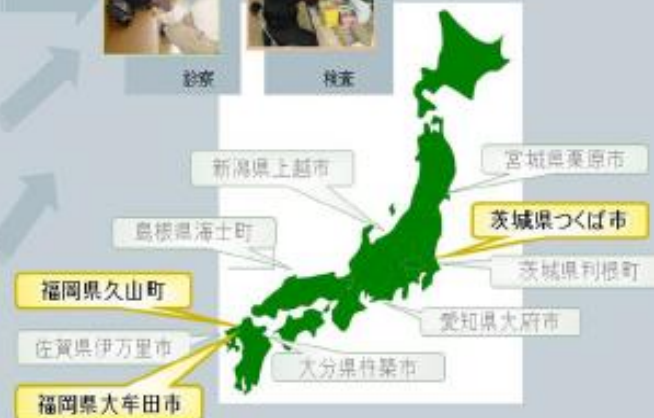 診察
検査
新潟県上越市
宮城県栗原市
茨城県つくば市
島根県海士町
茨城県利根町
福岡県久山町
愛知県大府市
佐賀県伊万里市
大分県杵築市
福岡県大牟田市